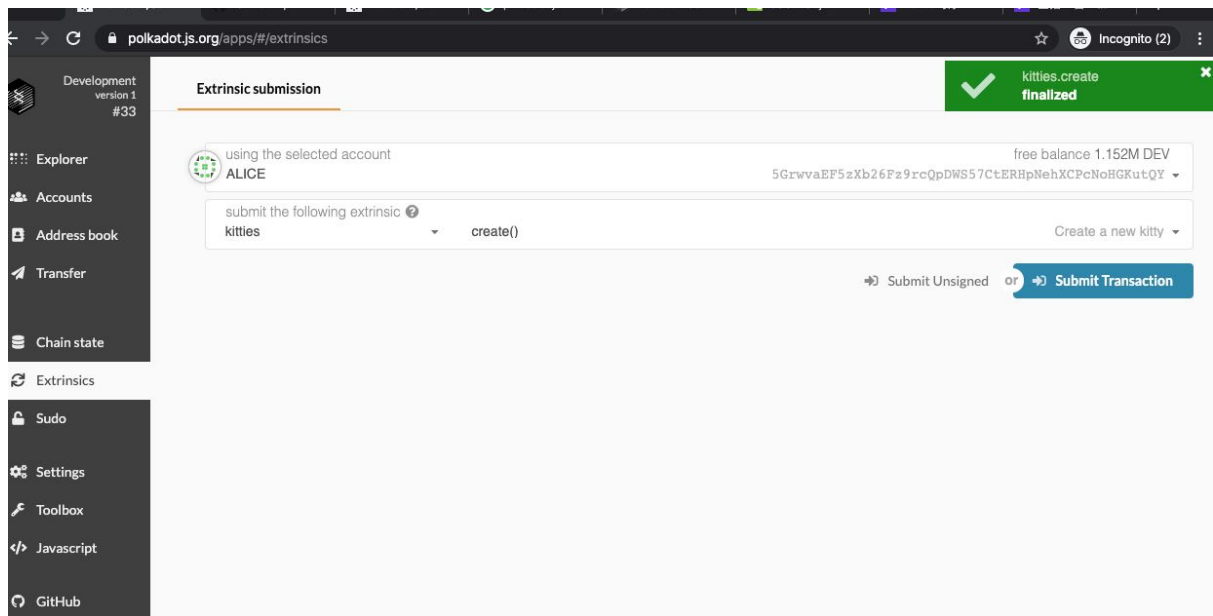 polkadot.js.org/apps/#/extrinsics
Incognito (2)
Development
version 1
#33
Extrinsic submission
kitties.create
finalized
Explorer
Accounts
Address book
Transfer
Chain state
Extrinsics
Sudo
Settings
Toolbox
Javascript
GitHub
using the selected account
ALICE
free balance 1.152M DEV
5GrwvaEF5zXb26Fz9rcQpDWS57CtERHpNehXCPcNoHGKutQY
submit the following extrinsic
kitties
create()
Create a new kitty
Submit Unsigned
or
Submit Transaction